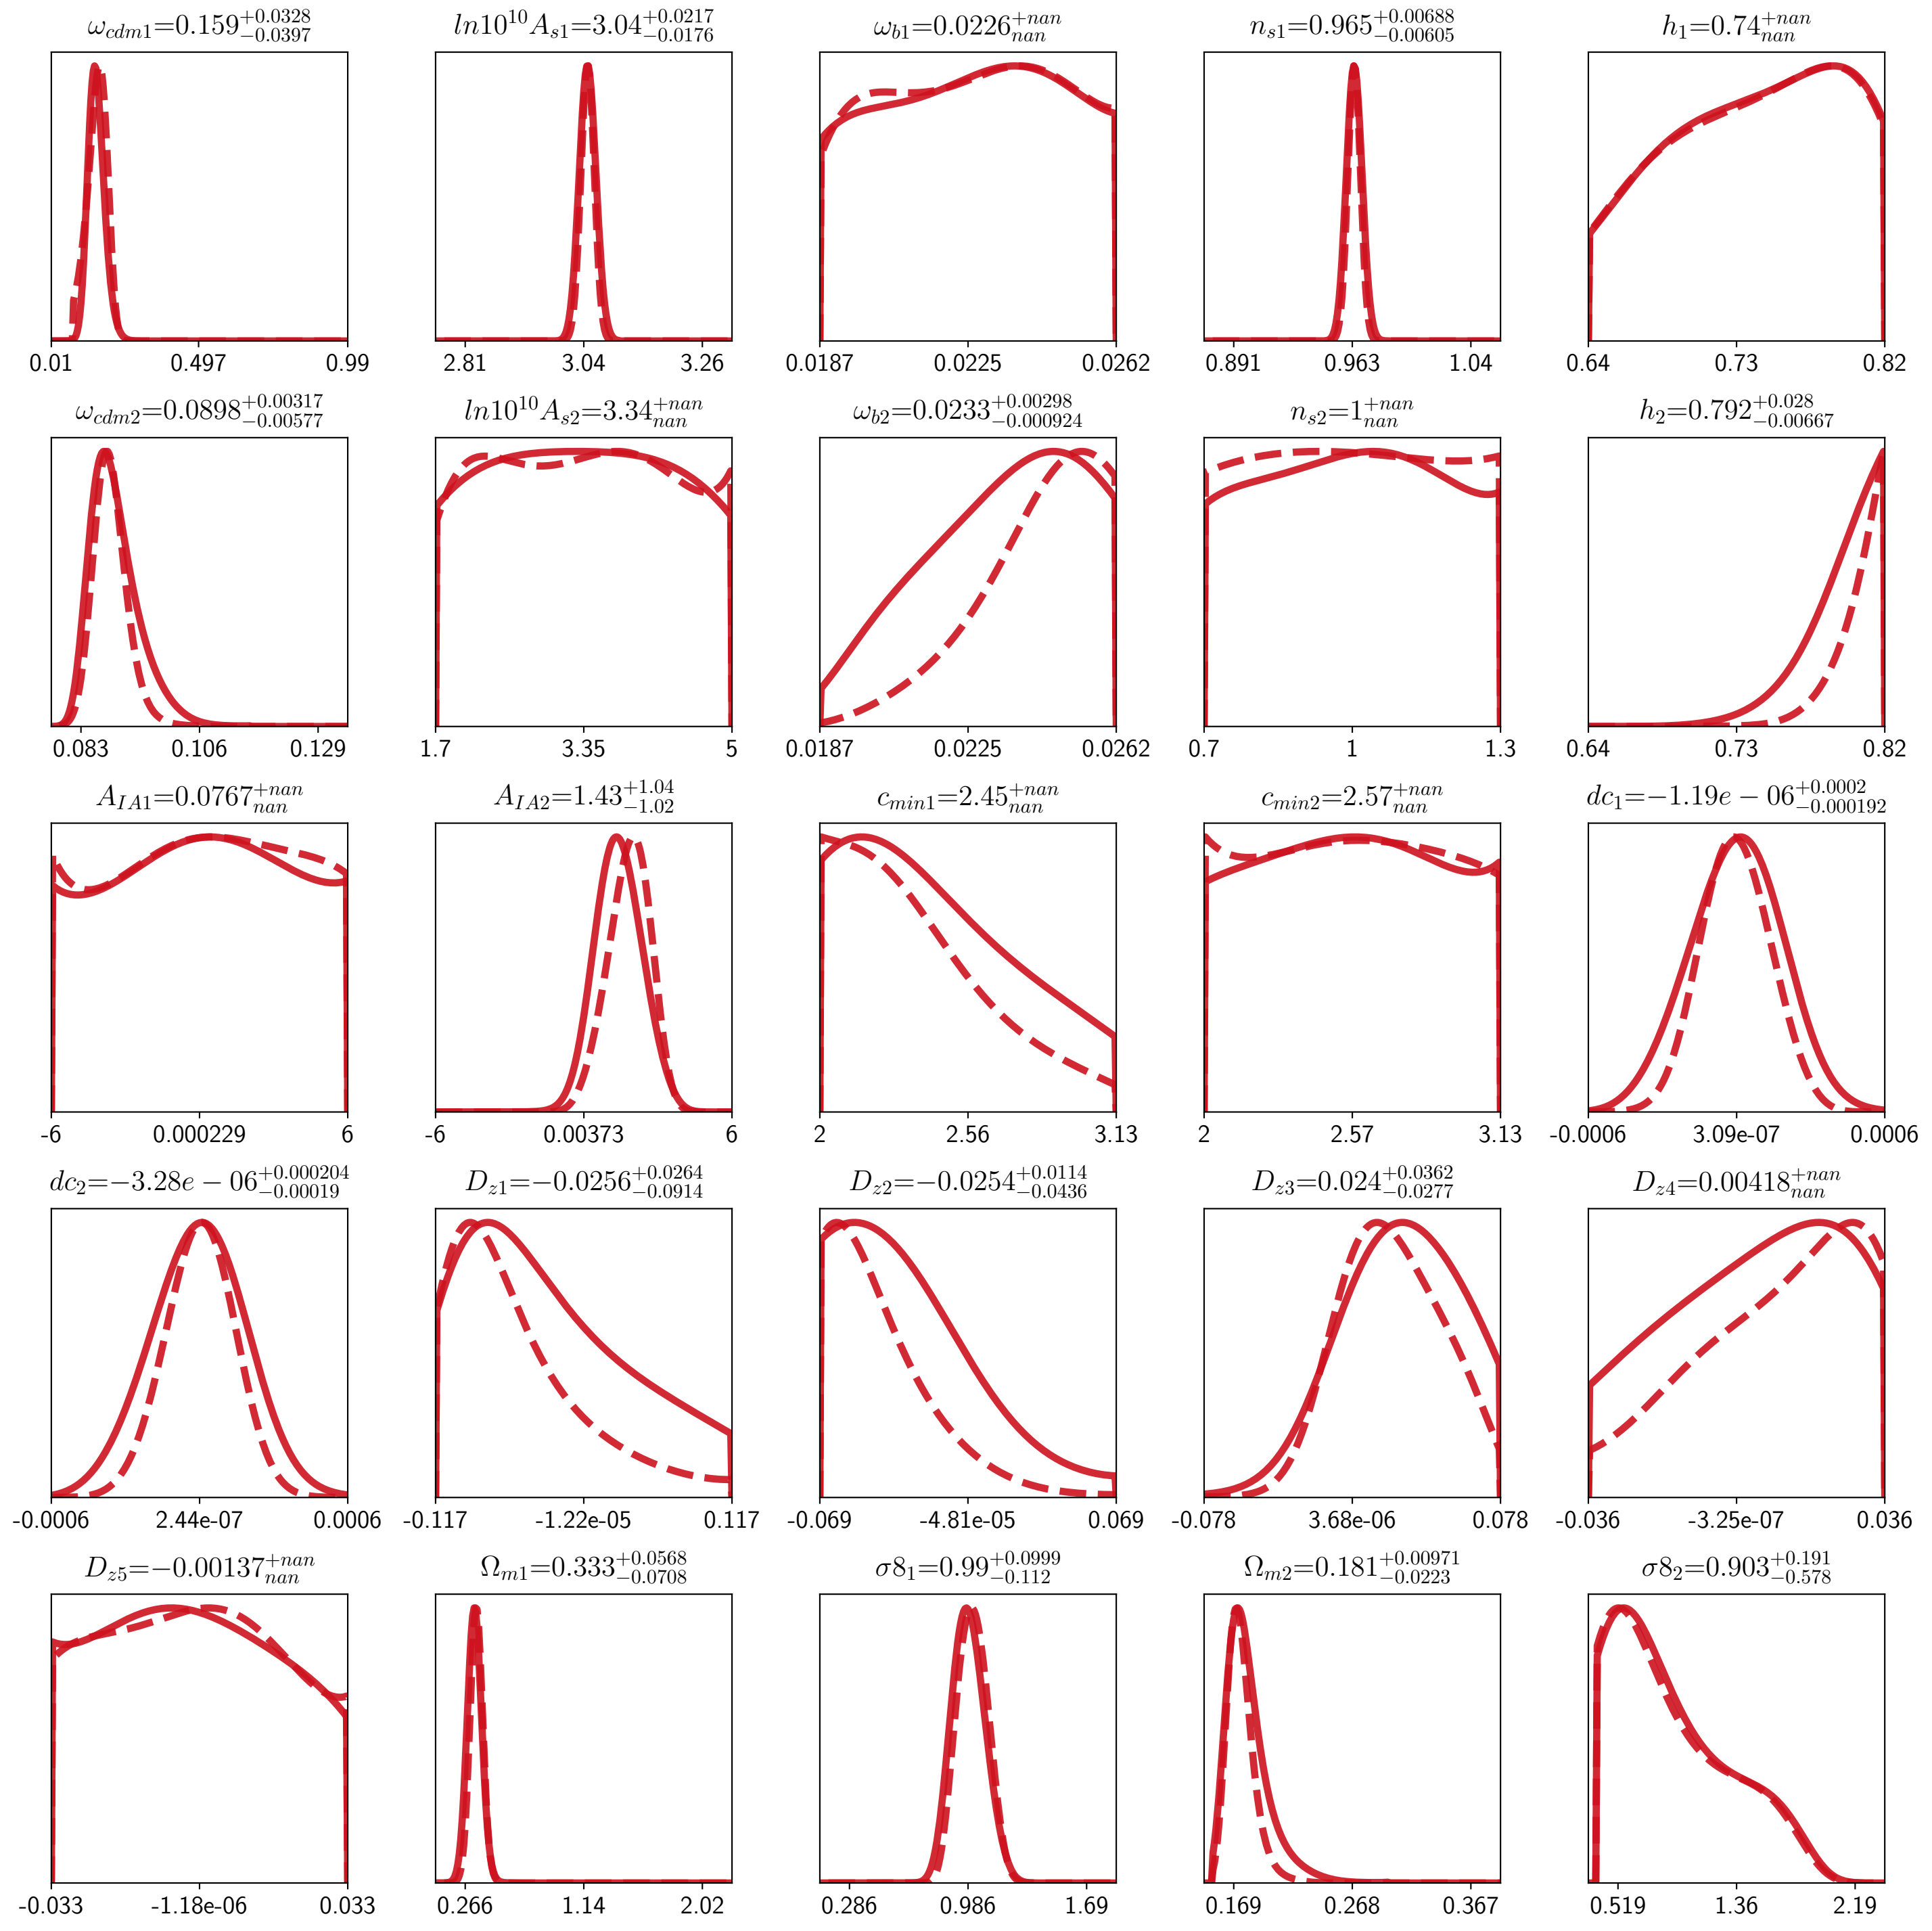 ω_{cdm1}=0.159^{+0.0328}_{-0.0397} ln10^{10}A_{s1}=3.04^{+0.0217}_{-0.0176} ω_{b1}=0.0226^{+nan}_{nan} n_{s1}=0.965^{+0.00688}_{-0.00605} h_1=0.74^{+nan}_{nan}
0.01 0.497 0.99 2.81 3.04 3.26 0.0187 0.0225 0.0262 0.891 0.963 1.04 0.64 0.73 0.82
ω_{cdm2}=0.0898^{+0.00317}_{-0.00577} ln10^{10}A_{s2}=3.34^{+nan}_{nan} ω_{b2}=0.0233^{+0.00298}_{-0.000924} n_{s2}=1^{+nan}_{nan} h_2=0.792^{+0.028}_{-0.00667}
0.083 0.106 0.129 1.7 3.35 5 0.0187 0.0225 0.0262 0.7 1 1.3 0.64 0.73 0.82
A_{IA1}=0.0767^{+nan}_{nan} A_{IA2}=1.43^{+1.04}_{-1.02} c_{min1}=2.45^{+nan}_{nan} c_{min2}=2.57^{+nan}_{nan} dc_1=-1.19e-06^{+0.0002}_{-0.000192}
-6 0.000229 6 -6 0.00373 6 2 2.56 3.13 2 2.57 3.13 -0.0006 3.09e-07 0.0006
dc_2=-3.28e-06^{+0.000204}_{-0.00019} D_{z1}=-0.0256^{+0.0264}_{-0.0914} D_{z2}=-0.0254^{+0.0114}_{-0.0436} D_{z3}=0.024^{+0.0362}_{-0.0277} D_{z4}=0.00418^{+nan}_{nan}
-0.0006 2.44e-07 0.0006 -0.117 -1.22e-05 0.117 -0.069 -4.81e-05 0.069 -0.078 3.68e-06 0.078 -0.036 -3.25e-07 0.036
D_{z5}=-0.00137^{+nan}_{nan} Ω_{m1}=0.333^{+0.0568}_{-0.0708} σ8_1=0.99^{+0.0999}_{-0.112} Ω_{m2}=0.181^{+0.00971}_{-0.0223} σ8_2=0.903^{+0.191}_{-0.578}
-0.033 -1.18e-06 0.033 0.266 1.14 2.02 0.286 0.986 1.69 0.169 0.268 0.367 0.519 1.36 2.19